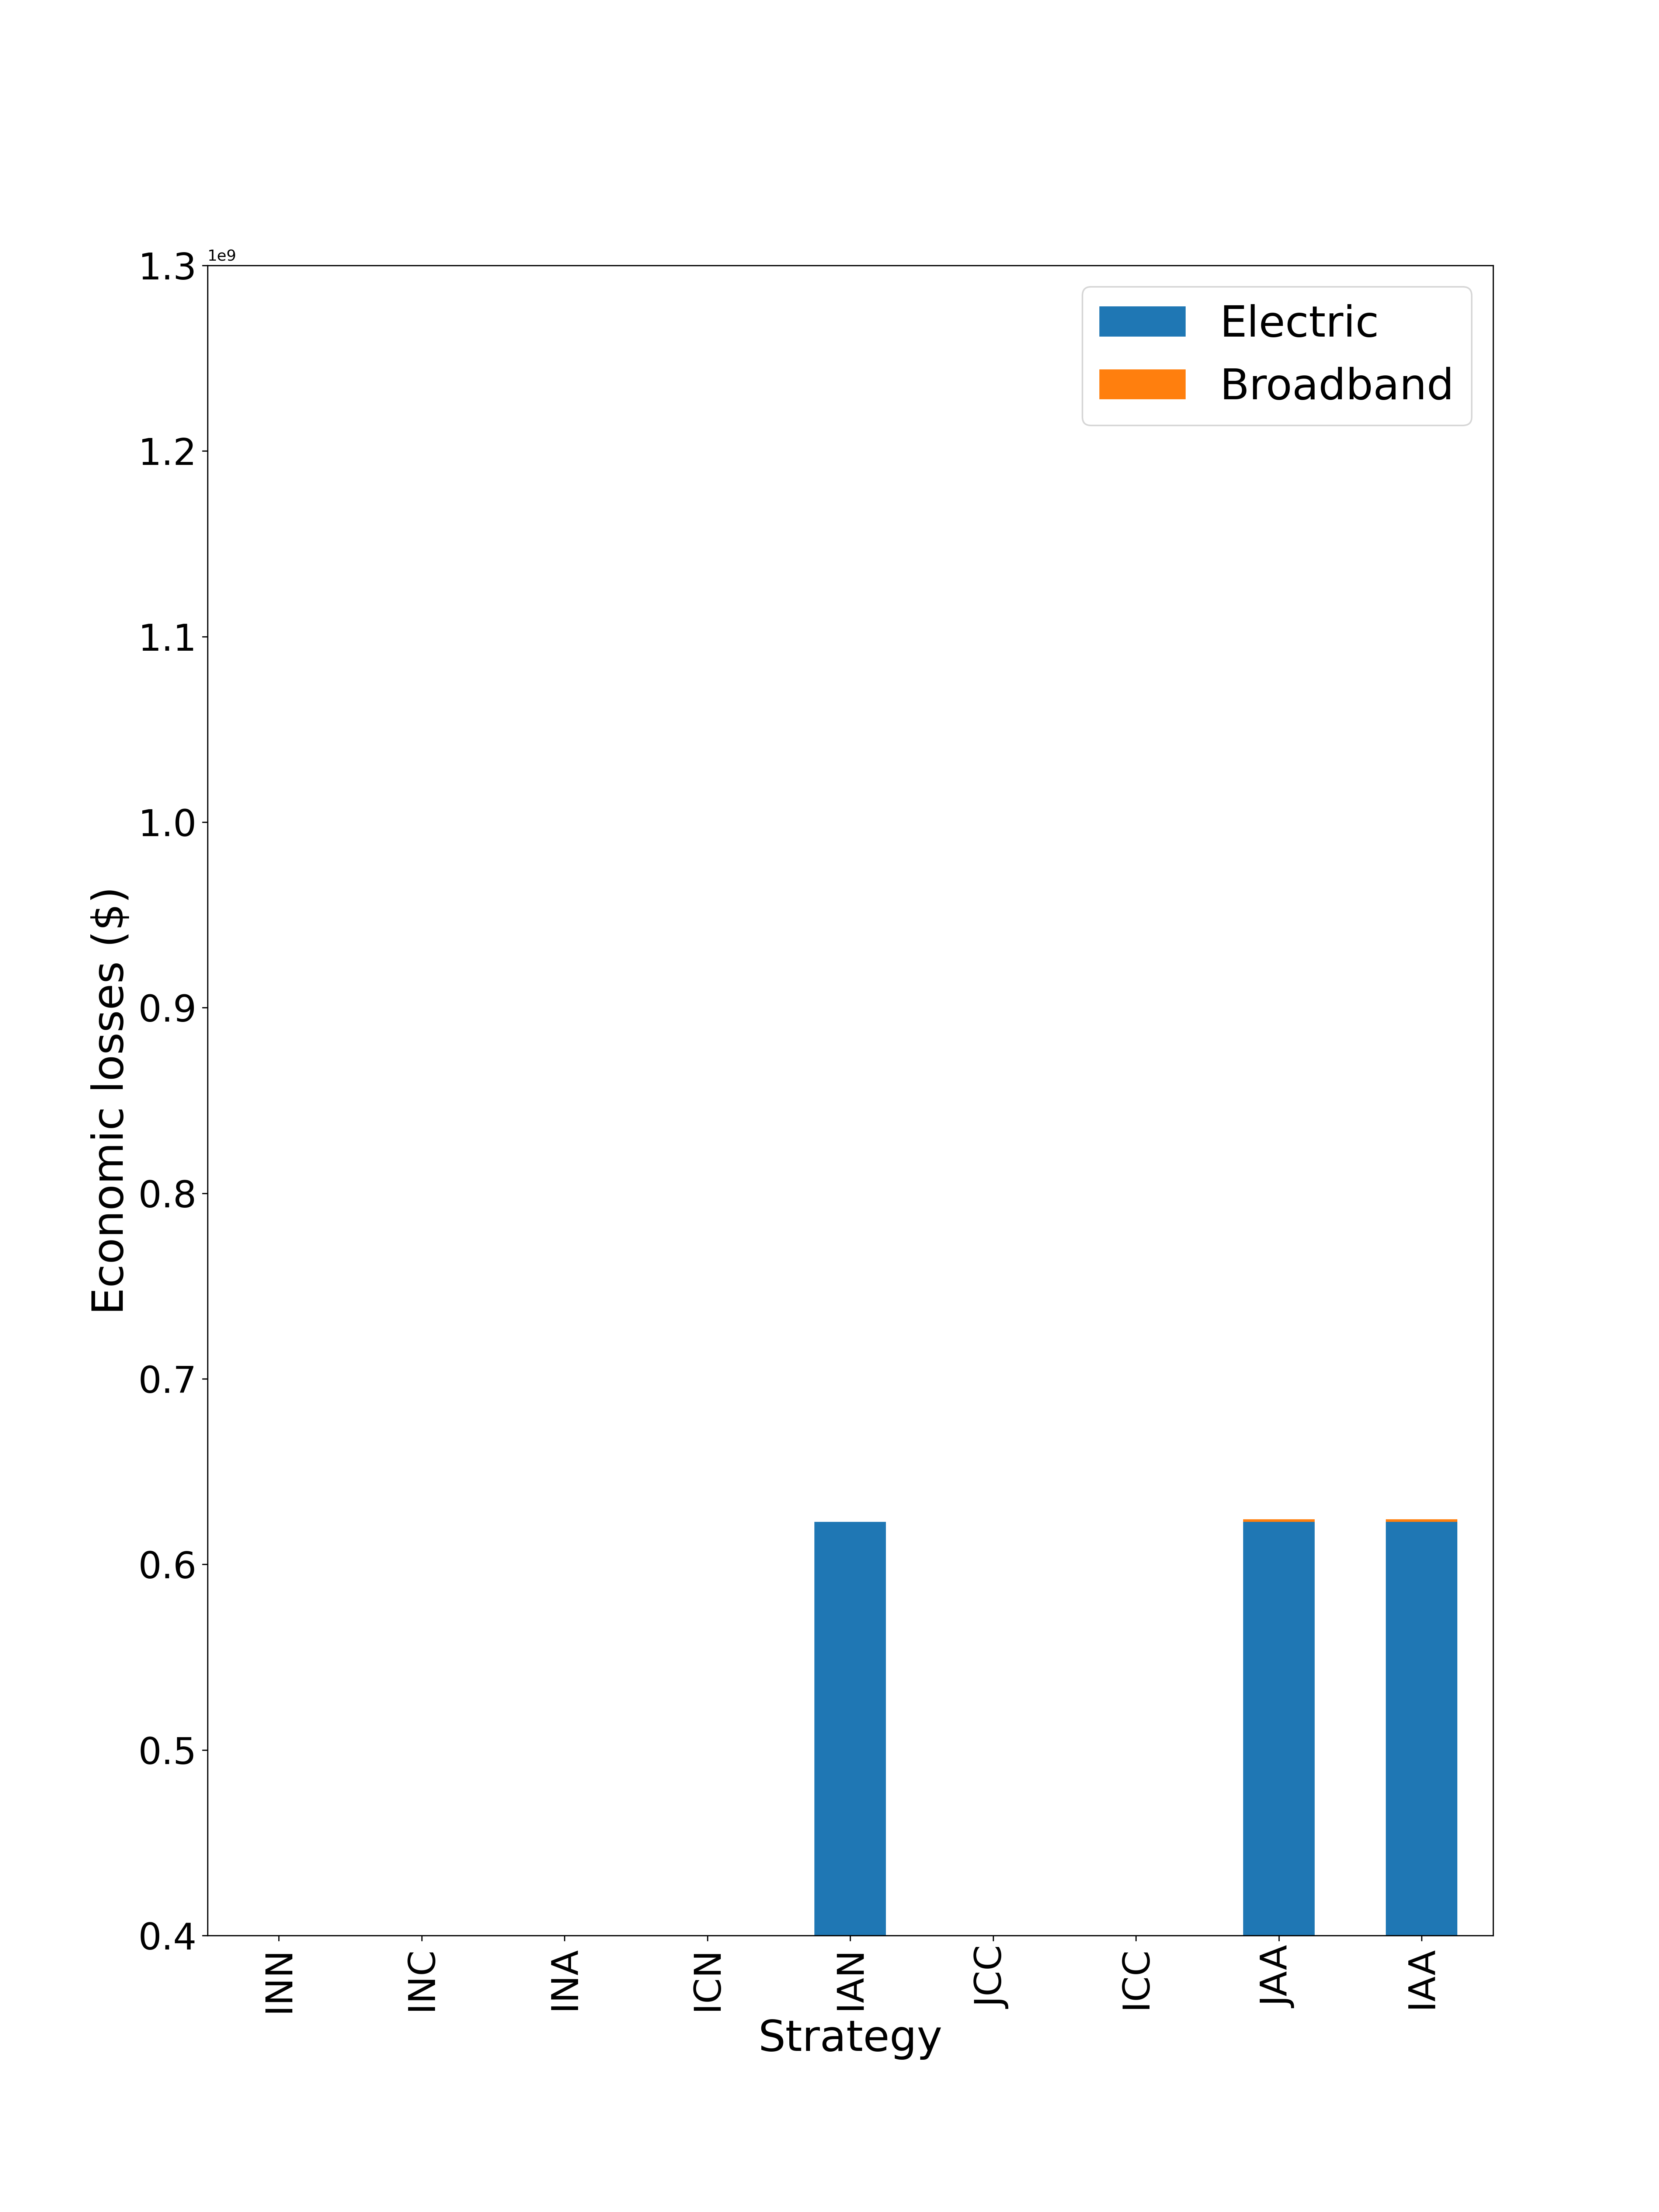 1e9
1.3
1.2
1.1
1.0
0.9
0.8
0.7
0.6
0.5
0.4
Economic losses ($)
Electric
Broadband
INN
INC
INA
ICN
IAN
JCC
ICC
JAA
IAA
Strategy